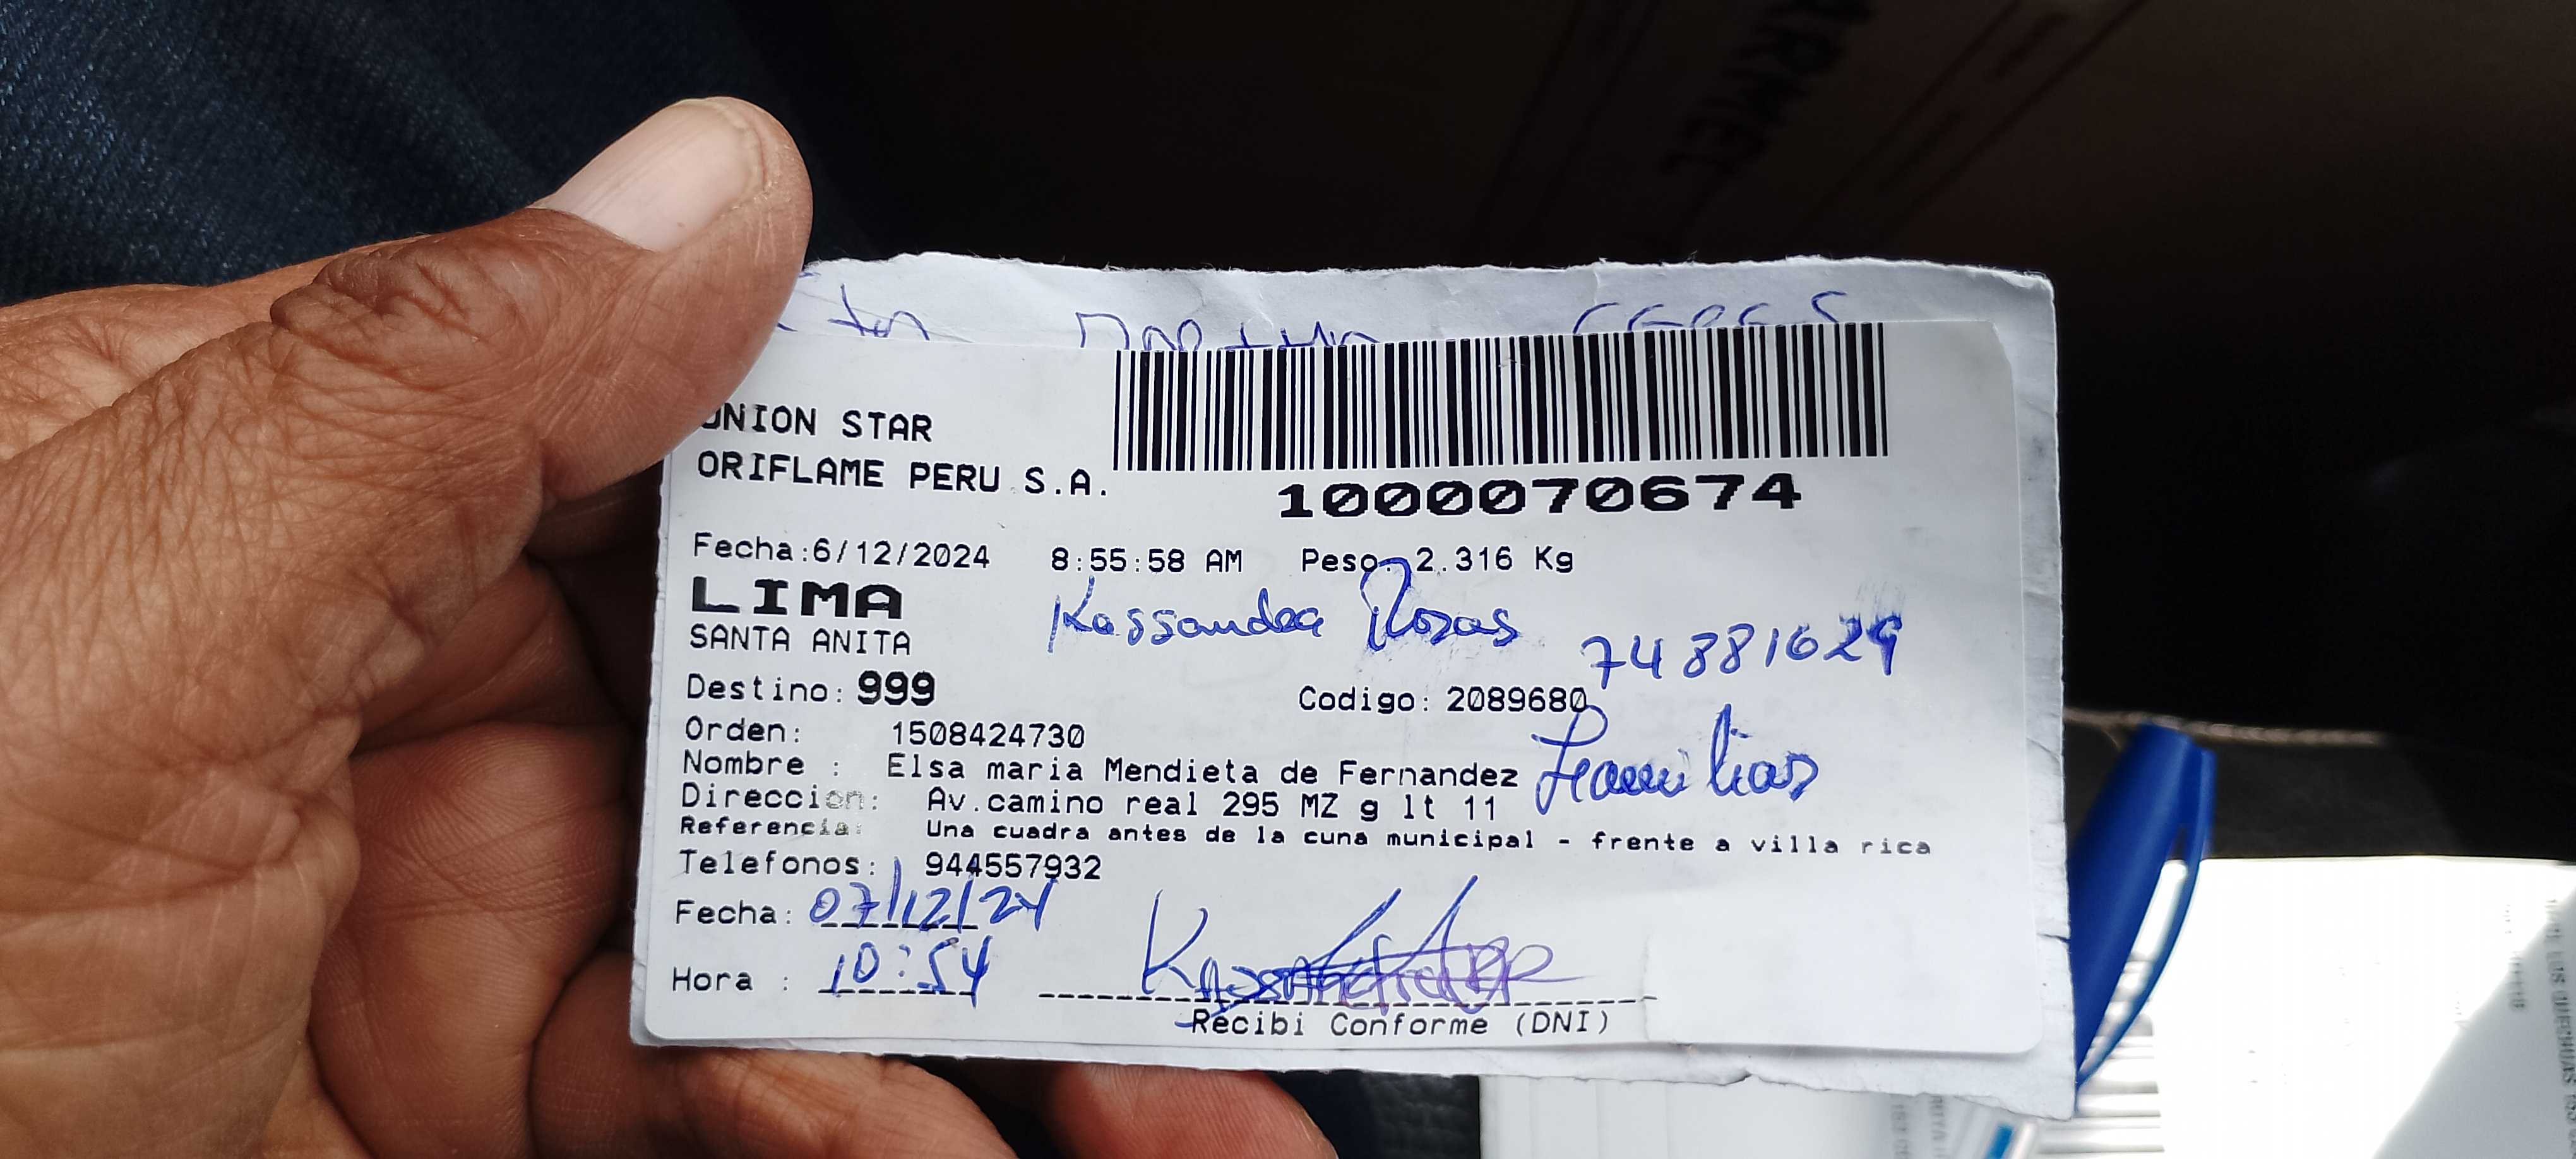 UNION STAR
ORIFLAME PERU S.A.
1000070674
Fecha:6/12/2024 8:55:58 AM Peso: 2.316 Kg
LIMA
Kassandra Rosas
SANTA ANITA
74881629
Destino: 999 Codigo: 2089680
Orden: 1508424730
Nombre : Elsa maria Mendieta de Fernandez
Direccion: Av.camino real 295 MZ g lt 11
Referencia: Una cuadra antes de la cuna municipal - frente a villa rica
Telefonos: 944557932
Fecha: 07/12/24
Hora : 10:54
Recibi Conforme (DNI)